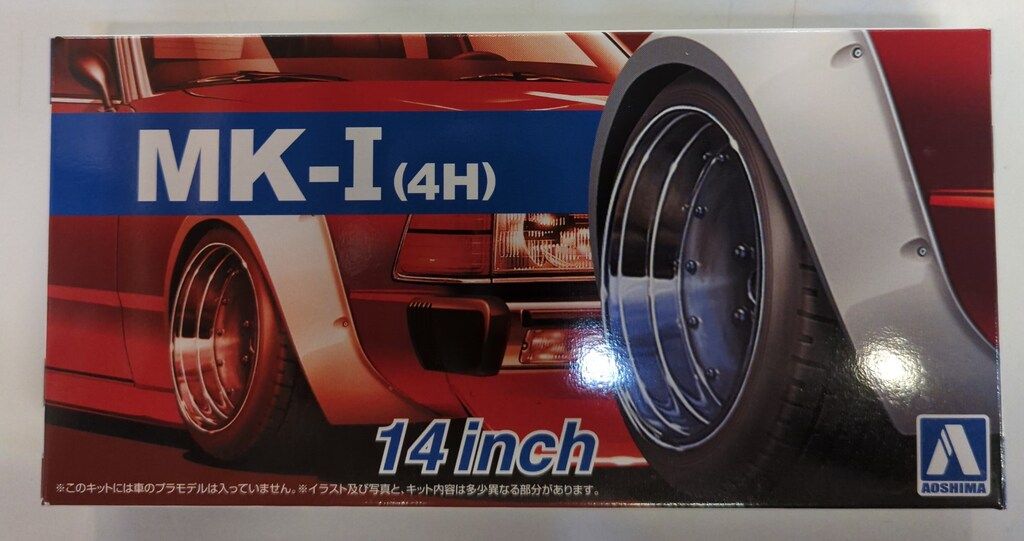 MK-I (4H)
14 inch
※このキットには車のプラモデルは入っていません。※イラスト及び写真と、キット内容は多少異なる部分があります。
AOSHIMA